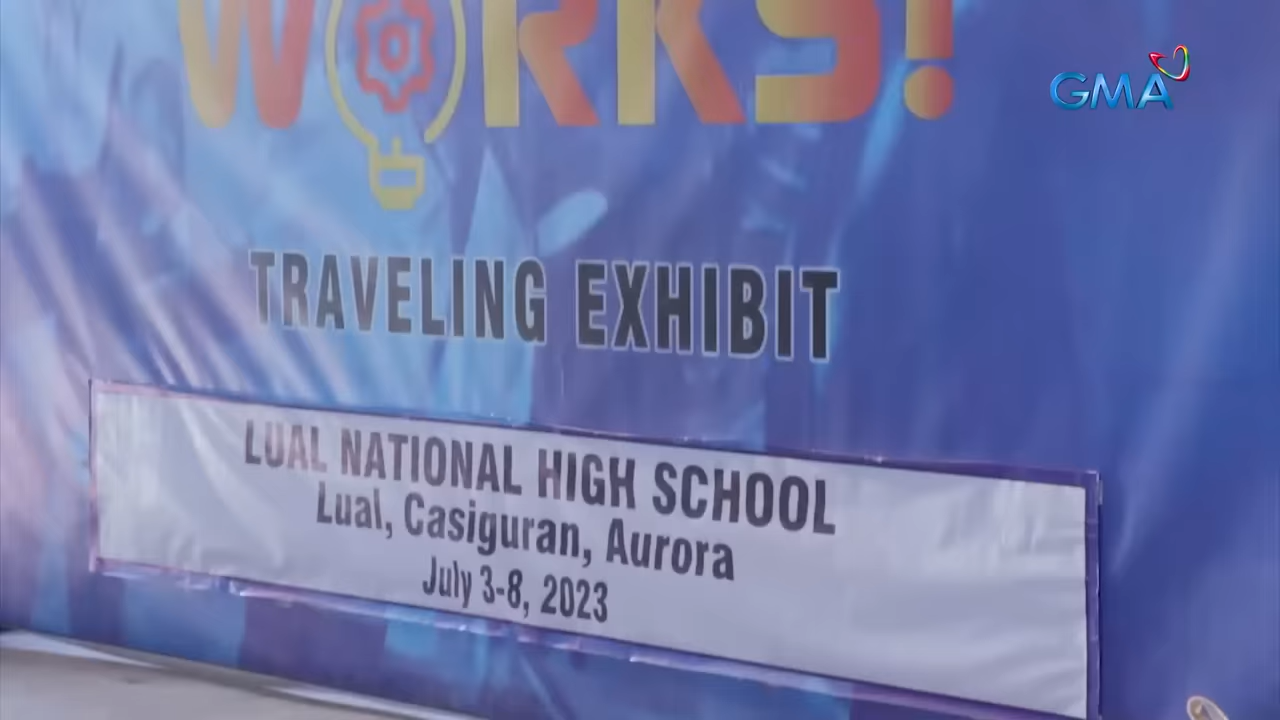 WORKS!
GMA
TRAVELING EXHIBIT
LUAL NATIONAL HIGH SCHOOL
Lual, Casiguran, Aurora
July 3-8, 2023